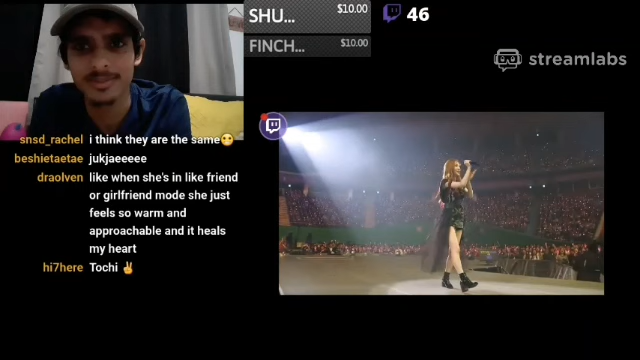 SHU... $10.00
FINCH... $10.00
46
streamlabs
snsd_rachel i think they are the same😬
beshietaetae jukjaeeeee
draolven like when she's in like friend
or girlfriend mode she just
feels so warm and
approachable and it heals
my heart
hi7here Tochi ✌